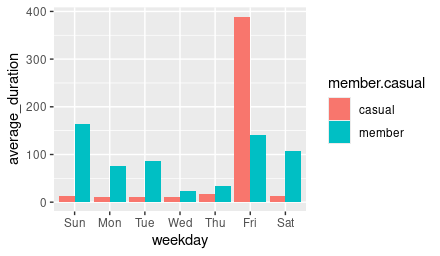 average_duration
400
300
200
100
0
Sun Mon Tue Wed Thu Fri Sat
weekday
member.casual
casual
member